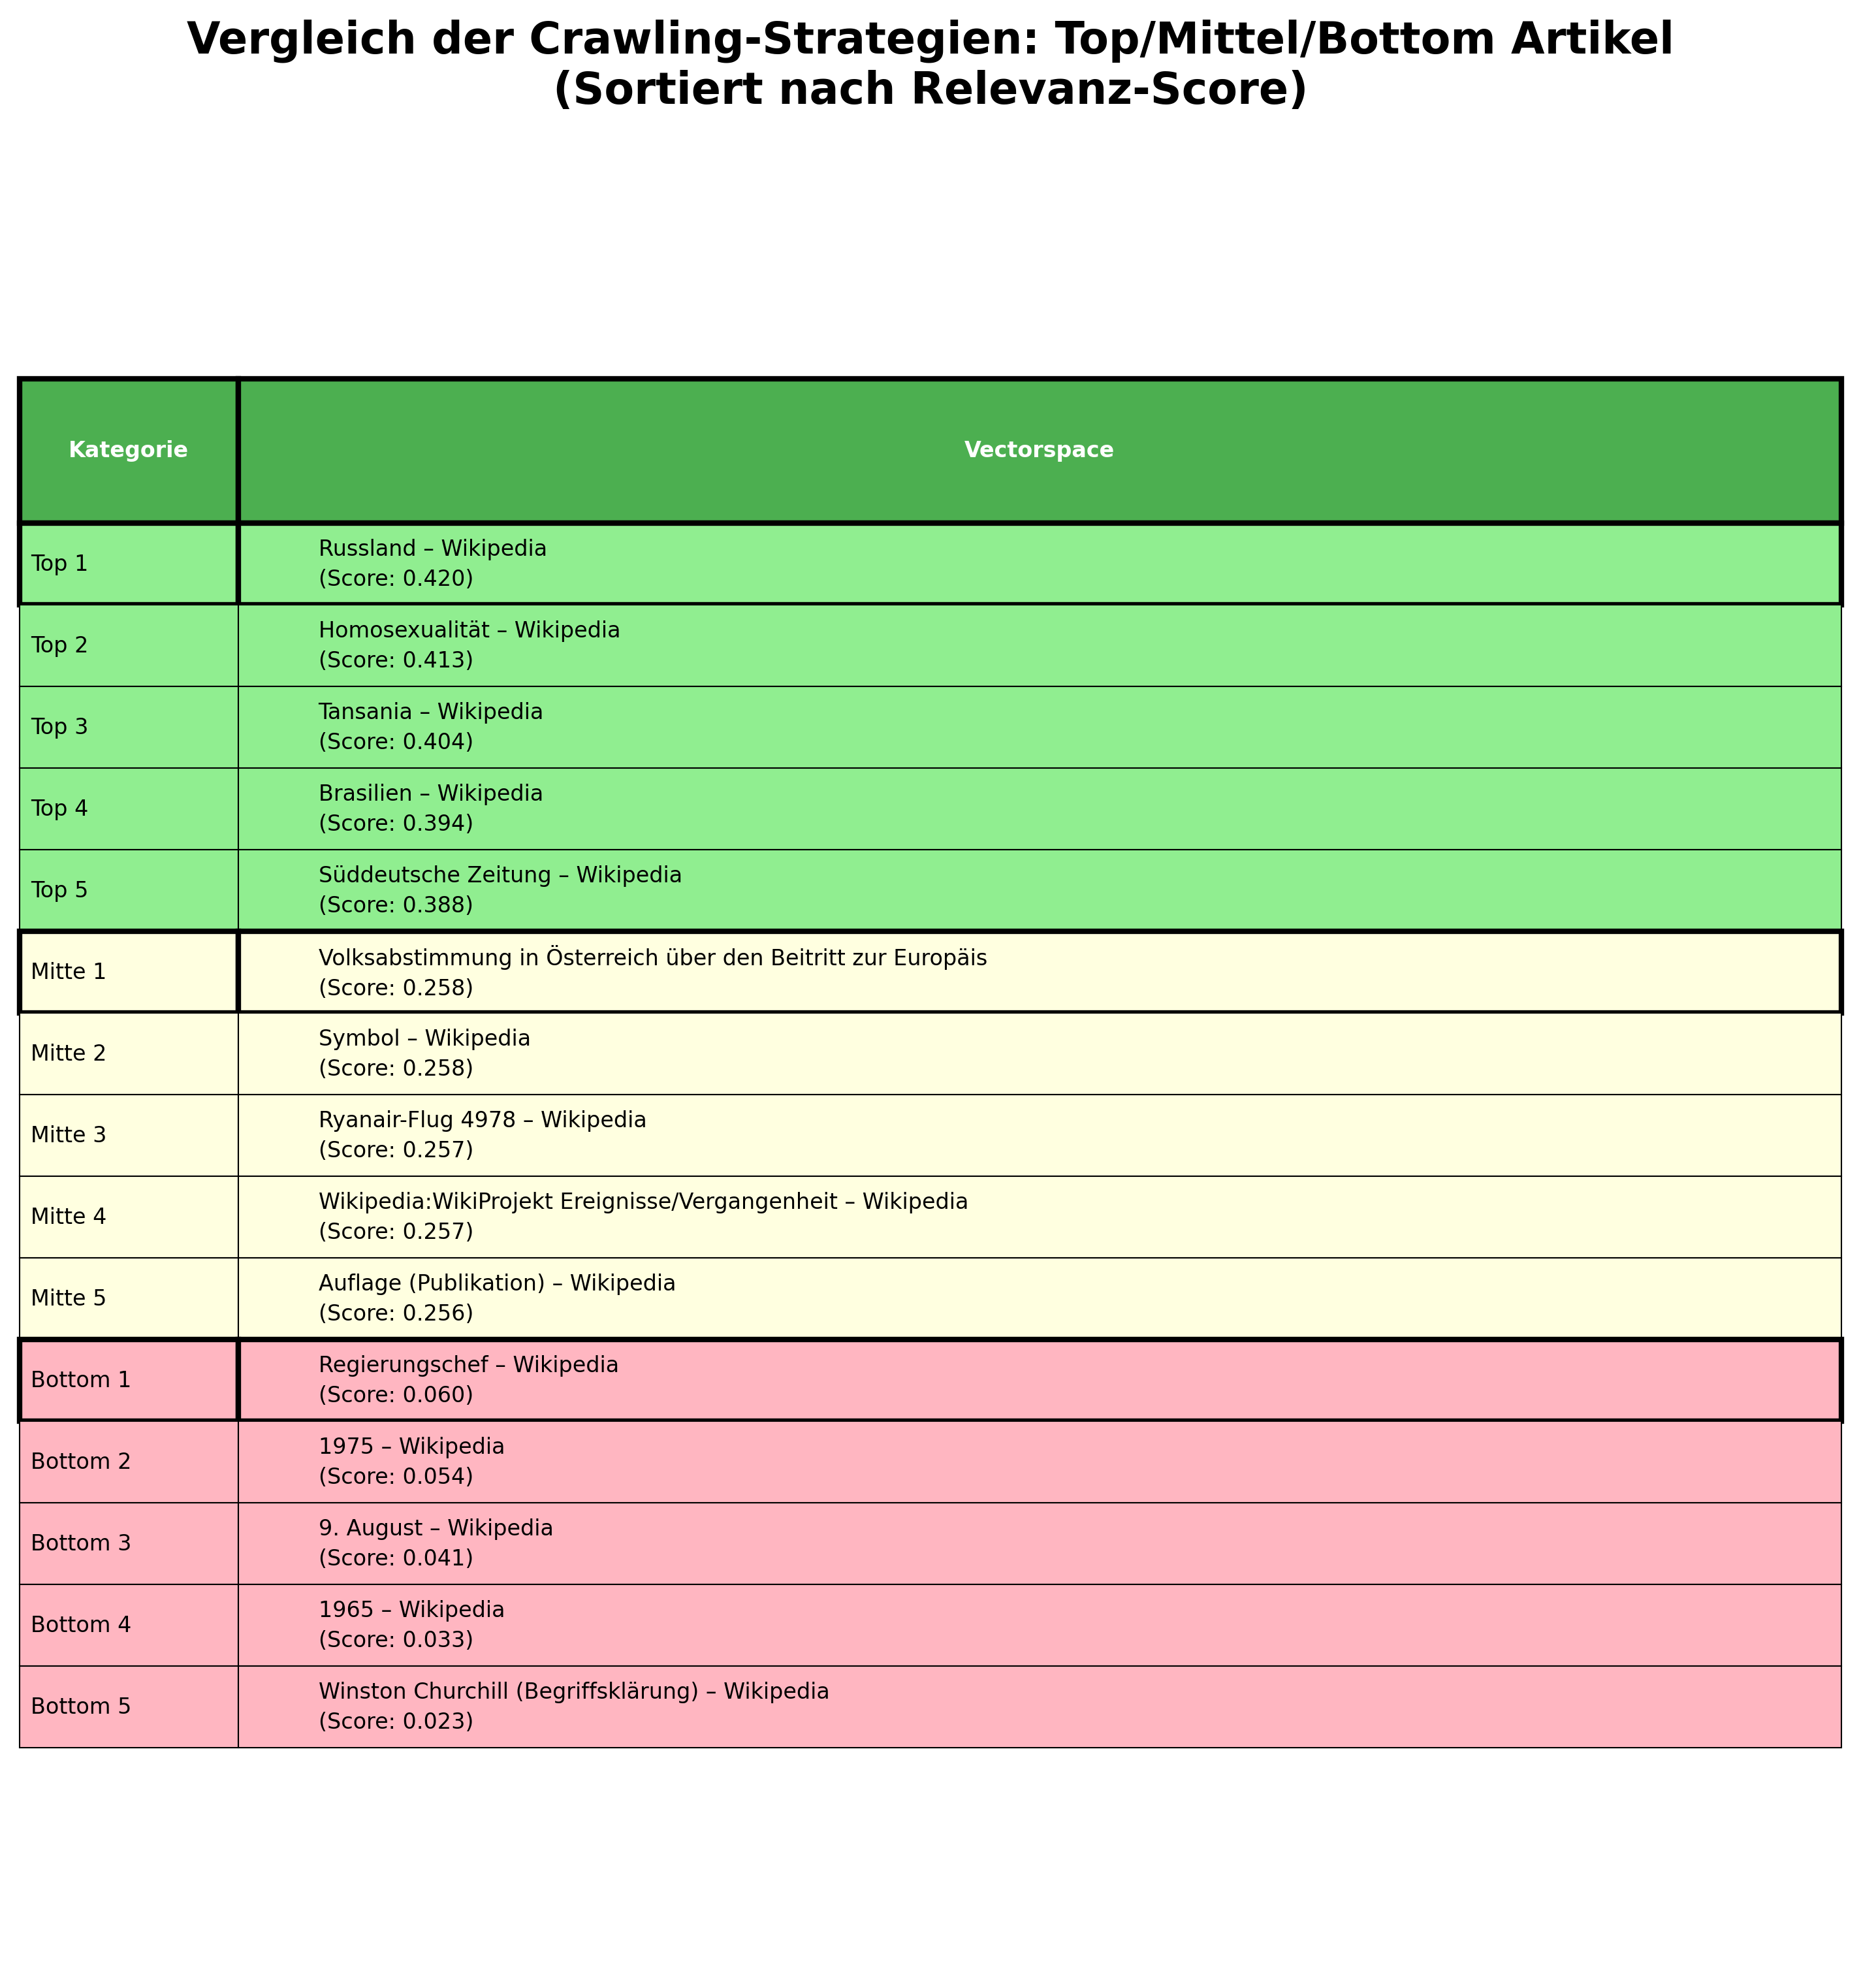 Vergleich der Crawling-Strategien: Top/Mittel/Bottom Artikel
(Sortiert nach Relevanz-Score)
Kategorie
Vectorspace
Top 1
Russland – Wikipedia
(Score: 0.420)
Top 2
Homosexualität – Wikipedia
(Score: 0.413)
Top 3
Tansania – Wikipedia
(Score: 0.404)
Top 4
Brasilien – Wikipedia
(Score: 0.394)
Top 5
Süddeutsche Zeitung – Wikipedia
(Score: 0.388)
Mitte 1
Volksabstimmung in Österreich über den Beitritt zur Europäis
(Score: 0.258)
Mitte 2
Symbol – Wikipedia
(Score: 0.258)
Mitte 3
Ryanair-Flug 4978 – Wikipedia
(Score: 0.257)
Mitte 4
Wikipedia:WikiProjekt Ereignisse/Vergangenheit – Wikipedia
(Score: 0.257)
Mitte 5
Auflage (Publikation) – Wikipedia
(Score: 0.256)
Bottom 1
Regierungschef – Wikipedia
(Score: 0.060)
Bottom 2
1975 – Wikipedia
(Score: 0.054)
Bottom 3
9. August – Wikipedia
(Score: 0.041)
Bottom 4
1965 – Wikipedia
(Score: 0.033)
Bottom 5
Winston Churchill (Begriffsklärung) – Wikipedia
(Score: 0.023)